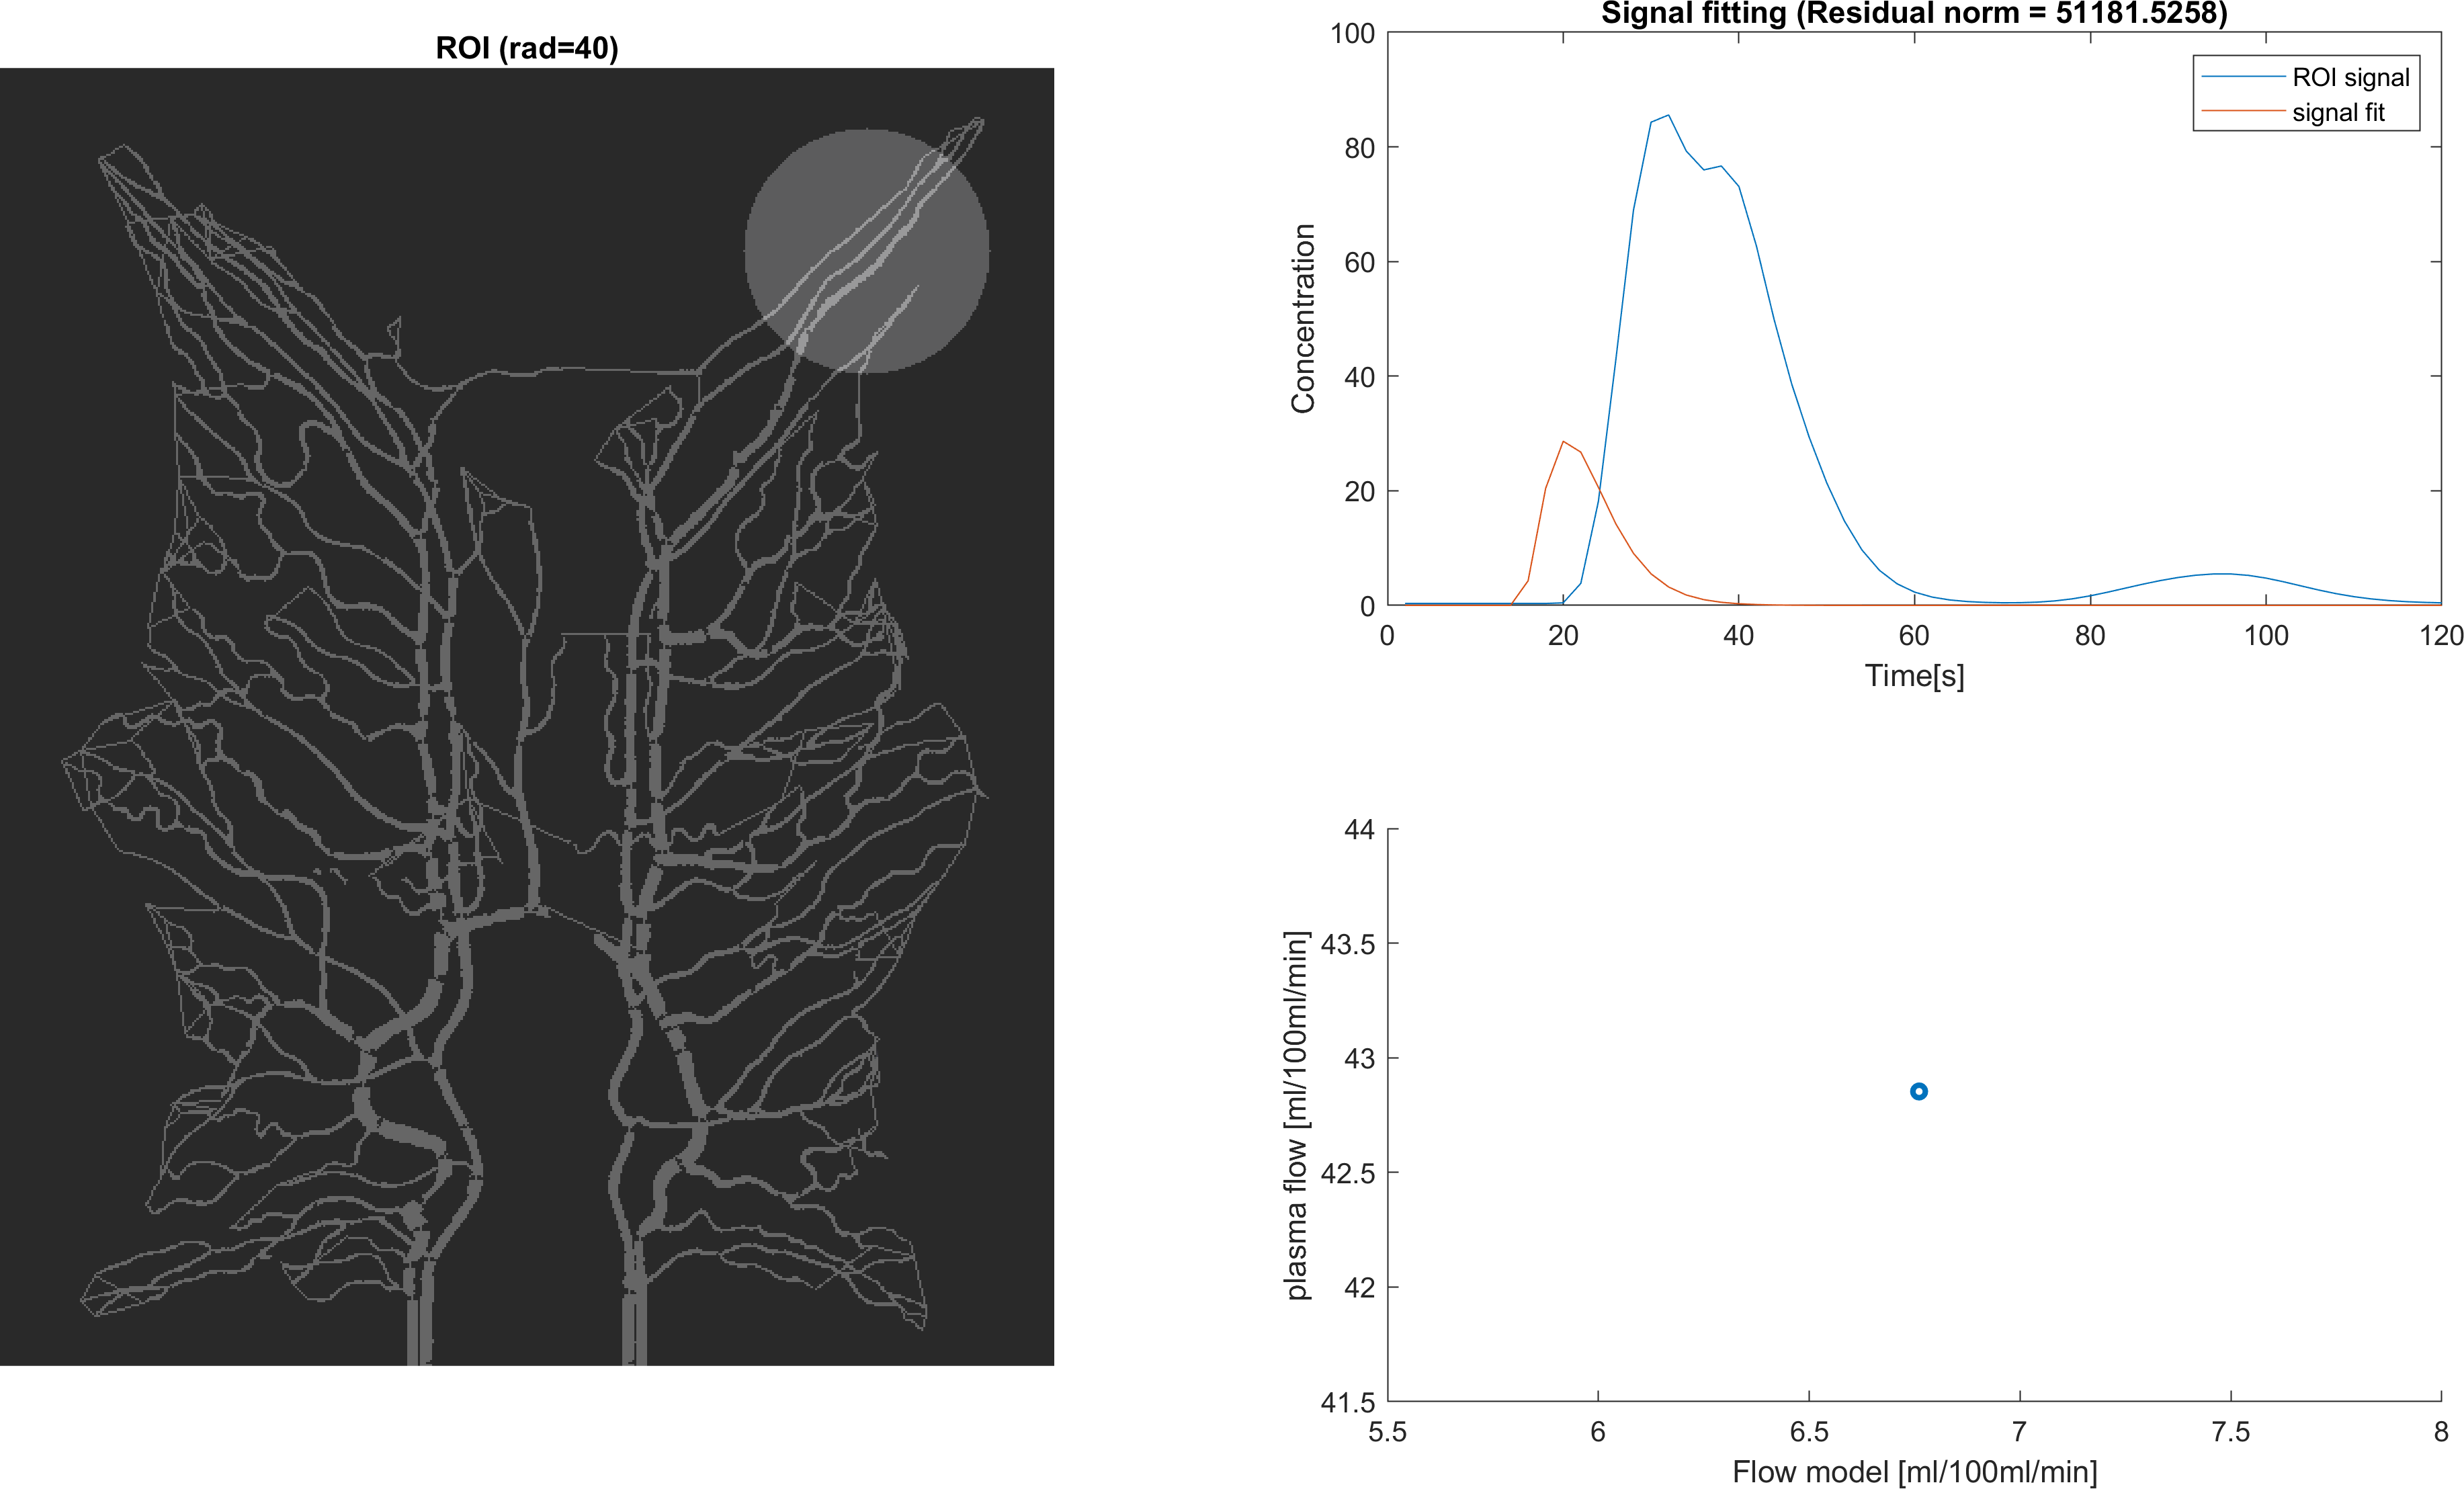 ROI (rad=40)
Signal fitting (Residual norm = 51181.5258)
100
80
60
40
20
0
Concentration
ROI signal
signal fit
0 20 40 60 80 100 120
Time[s]
44
43.5
43
42.5
42
41.5
plasma flow [ml/100ml/min]
5.5 6 6.5 7 7.5 8
Flow model [ml/100ml/min]